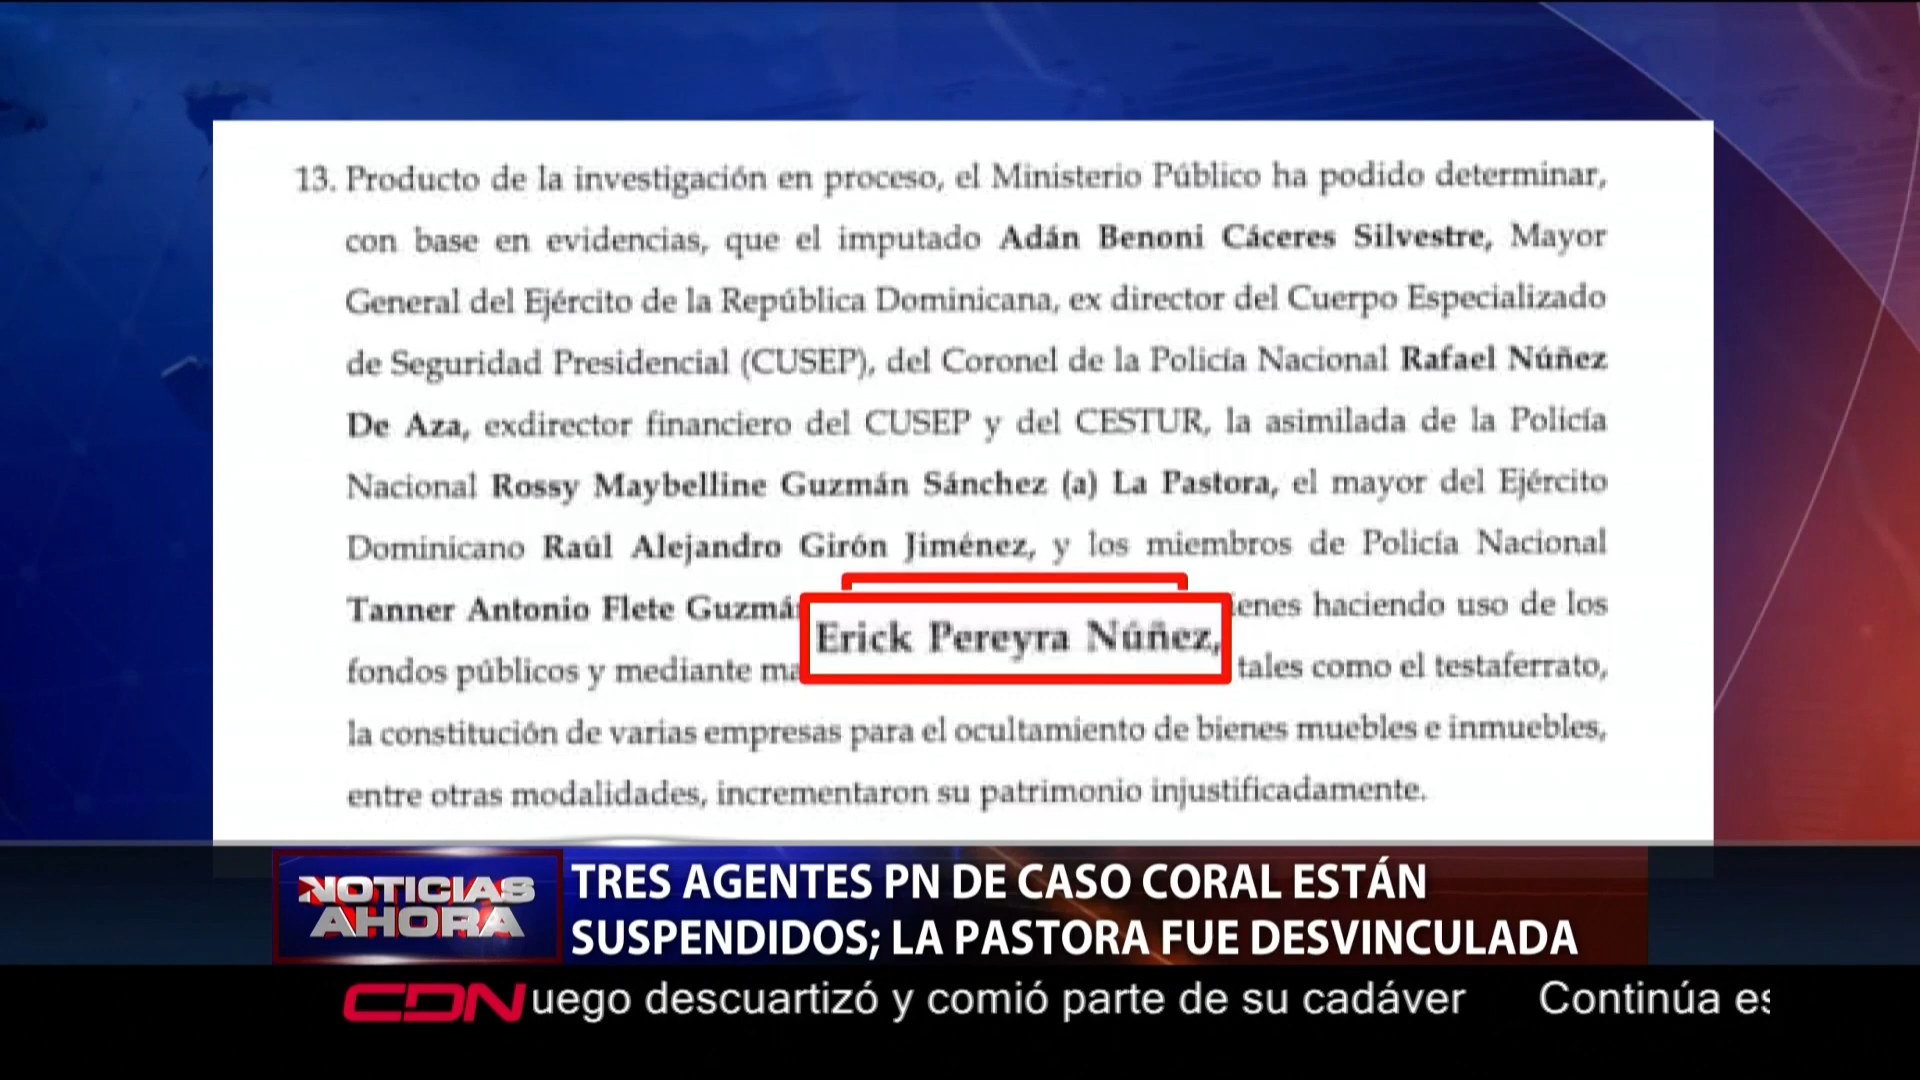 13. Producto de la investigación en proceso, el Ministerio Público ha podido determinar,
con base en evidencias, que el imputado Adán Benoni Cáceres Silvestre, Mayor
General del Ejército de la República Dominicana, ex director del Cuerpo Especializado
de Seguridad Presidencial (CUSEP), del Coronel de la Policía Nacional Rafael Núñez
De Aza, exdirector financiero del CUSEP y del CESTUR, la asimilada de la Policía
Nacional Rossy Maybelline Guzmán Sánchez (a) La Pastora, el mayor del Ejército
Dominicano Raúl Alejandro Girón Jiménez, y los miembros de Policía Nacional
Tanner Antonio Flete Guzmá ienes haciendo uso de los
Erick Pereyra Núñez,
fondos públicos y mediante ma tales como el testaferrato,
la constitución de varias empresas para el ocultamiento de bienes muebles e inmuebles,
entre otras modalidades, incrementaron su patrimonio injustificadamente.
NOTICIAS
AHORA
TRES AGENTES PN DE CASO CORAL ESTÁN
SUSPENDIDOS; LA PASTORA FUE DESVINCULADA
CDN uego descuartizó y comió parte de su cadáver Continúa es